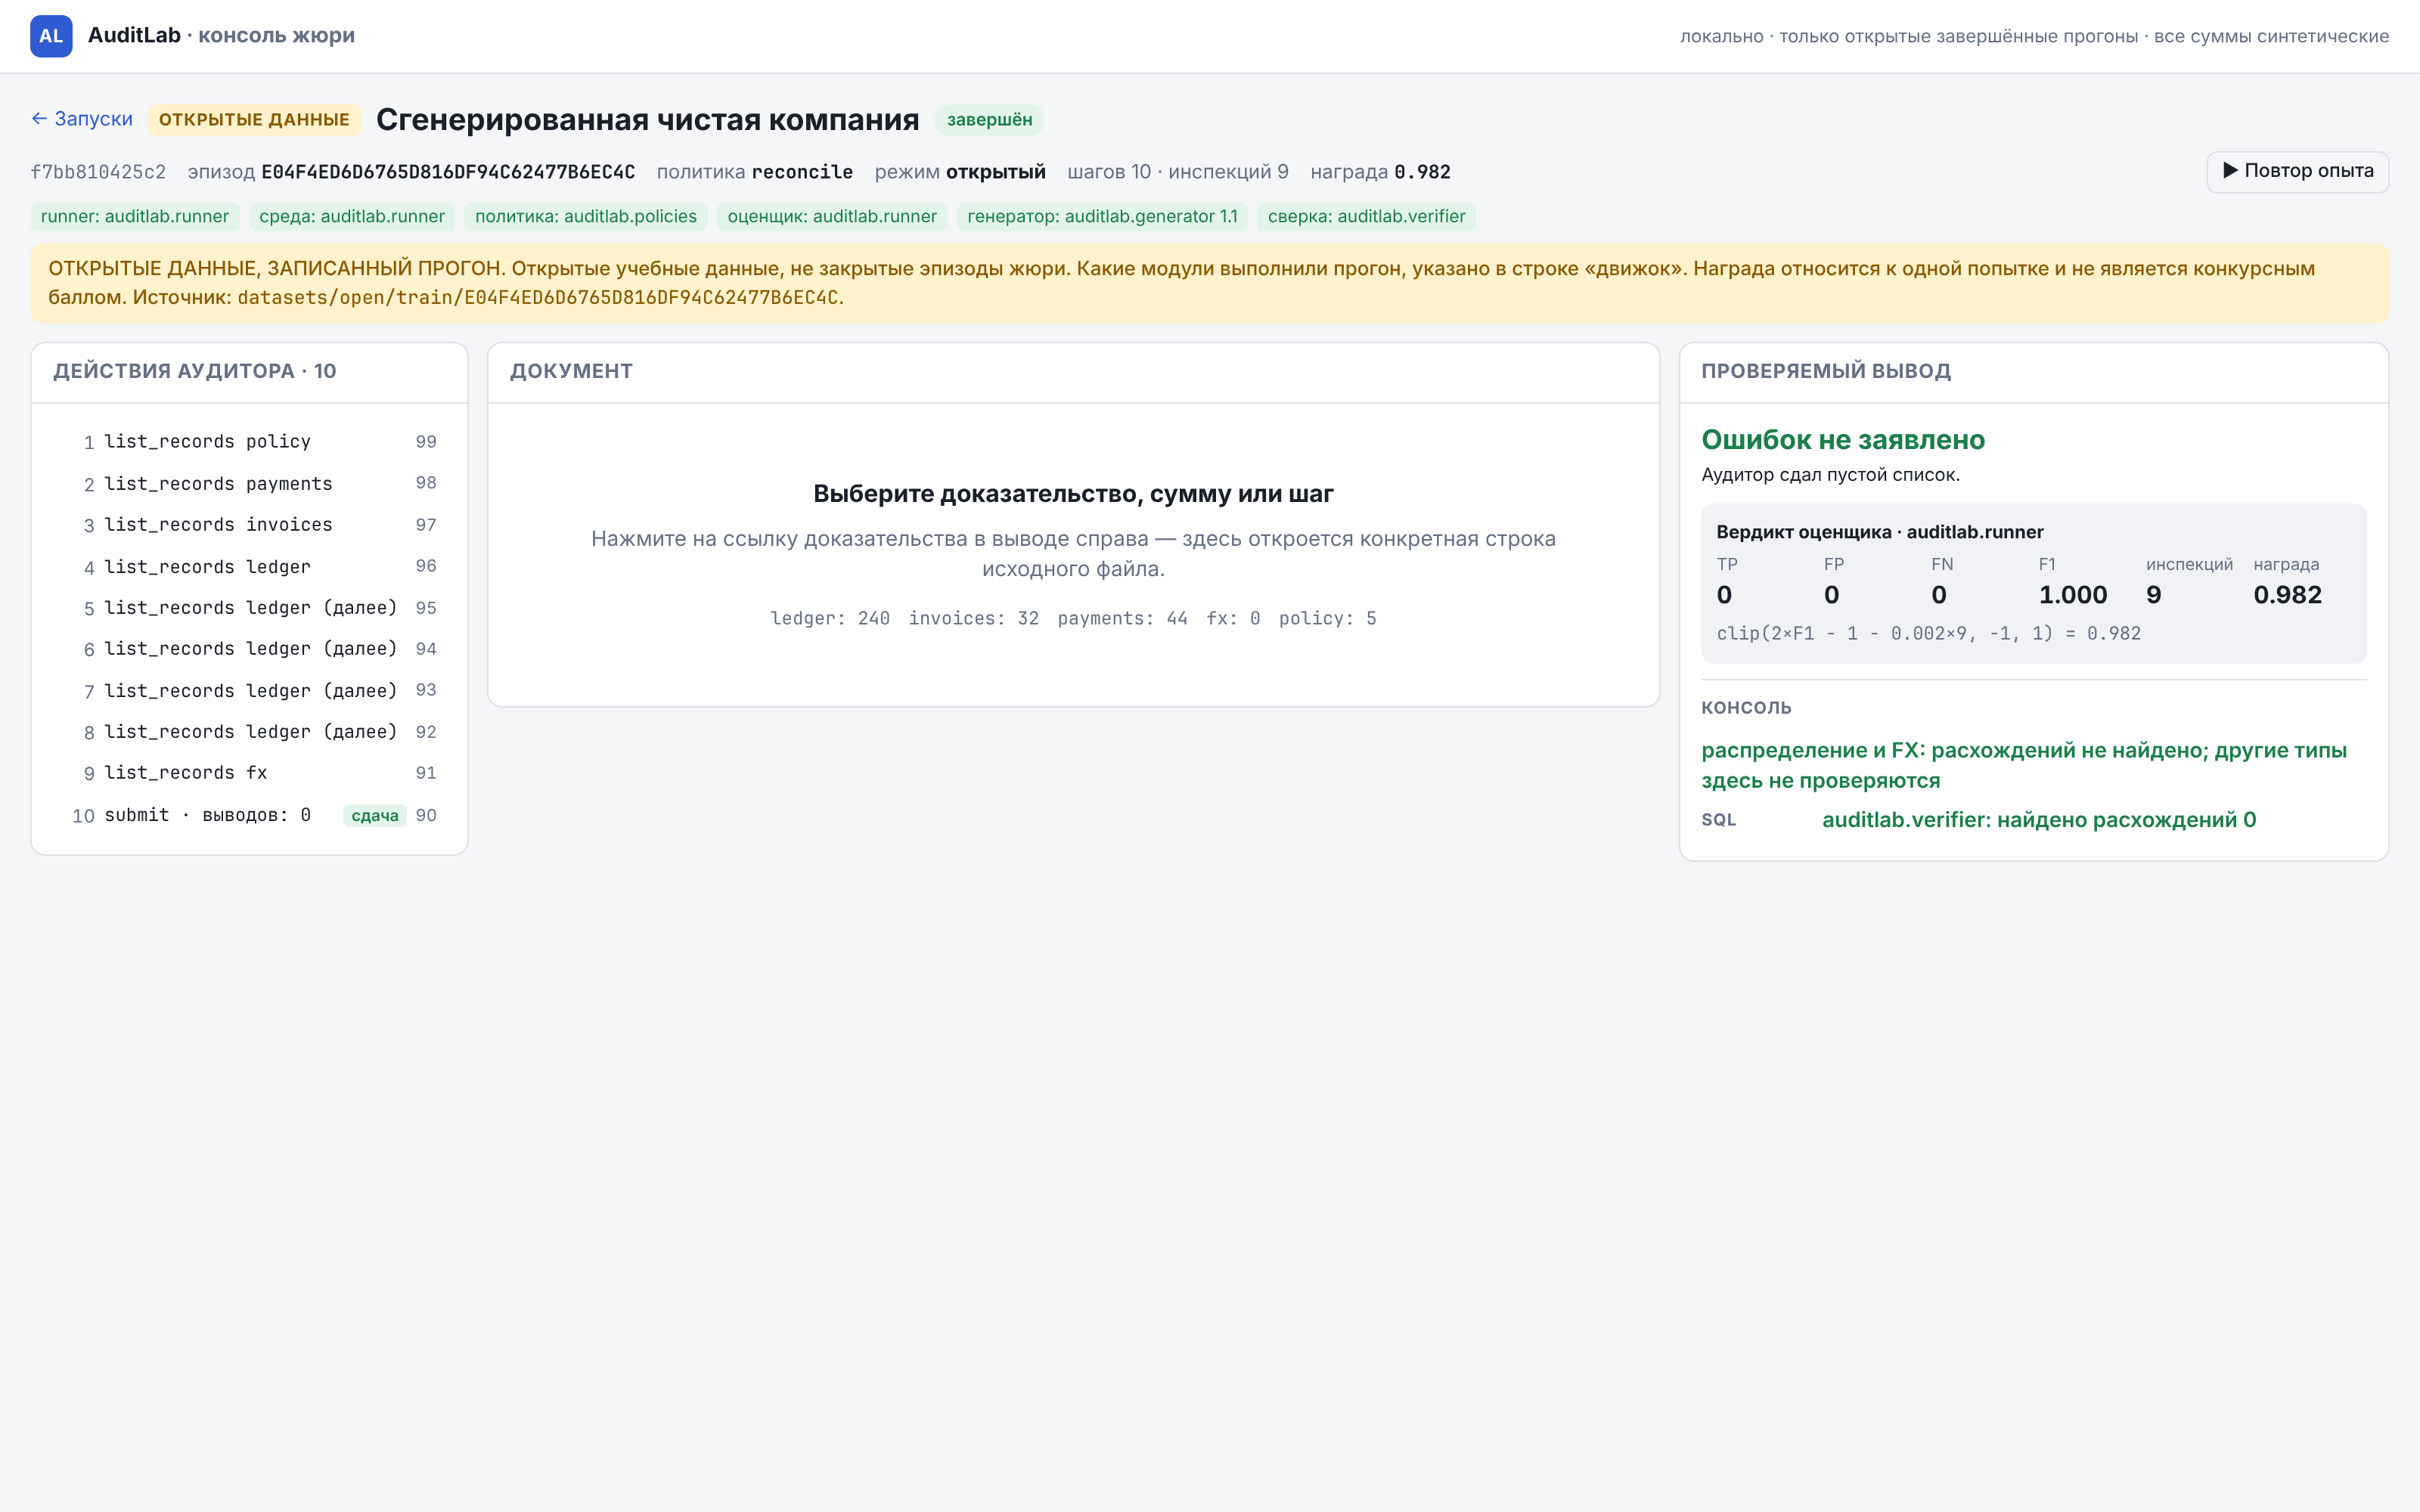 AL AuditLab · консоль жюри
локально · только открытые завершённые прогоны · все суммы синтетические
← Запуски ОТКРЫТЫЕ ДАННЫЕ Сгенерированная чистая компания завершён
f7bb810425c2 эпизод E04F4ED6D6765D816DF94C62477B6EC4C политика reconcile режим открытый шагов 10 · инспекций 9 награда 0.982
▶ Повтор опыта
runner: auditlab.runner среда: auditlab.runner политика: auditlab.policies оценщик: auditlab.runner генератор: auditlab.generator 1.1 сверка: auditlab.verifier
ОТКРЫТЫЕ ДАННЫЕ, ЗАПИСАННЫЙ ПРОГОН. Открытые учебные данные, не закрытые эпизоды жюри. Какие модули выполнили прогон, указано в строке «движок». Награда относится к одной попытке и не является конкурсным
баллом. Источник: datasets/open/train/E04F4ED6D6765D816DF94C62477B6EC4C.
ДЕЙСТВИЯ АУДИТОРА · 10
1 list_records policy 99
2 list_records payments 98
3 list_records invoices 97
4 list_records ledger 96
5 list_records ledger (далее) 95
6 list_records ledger (далее) 94
7 list_records ledger (далее) 93
8 list_records ledger (далее) 92
9 list_records fx 91
10 submit · выводов: 0 сдача 90
ДОКУМЕНТ
Выберите доказательство, сумму или шаг
Нажмите на ссылку доказательства в выводе справа — здесь откроется конкретная строка
исходного файла.
ledger: 240 invoices: 32 payments: 44 fx: 0 policy: 5
ПРОВЕРЯЕМЫЙ ВЫВОД
Ошибок не заявлено
Аудитор сдал пустой список.
Вердикт оценщика · auditlab.runner
TP FP FN F1 инспекций награда
0 0 0 1.000 9 0.982
clip(2×F1 - 1 - 0.002×9, -1, 1) = 0.982
КОНСОЛЬ
распределение и FX: расхождений не найдено; другие типы
здесь не проверяются
SQL auditlab.verifier: найдено расхождений 0